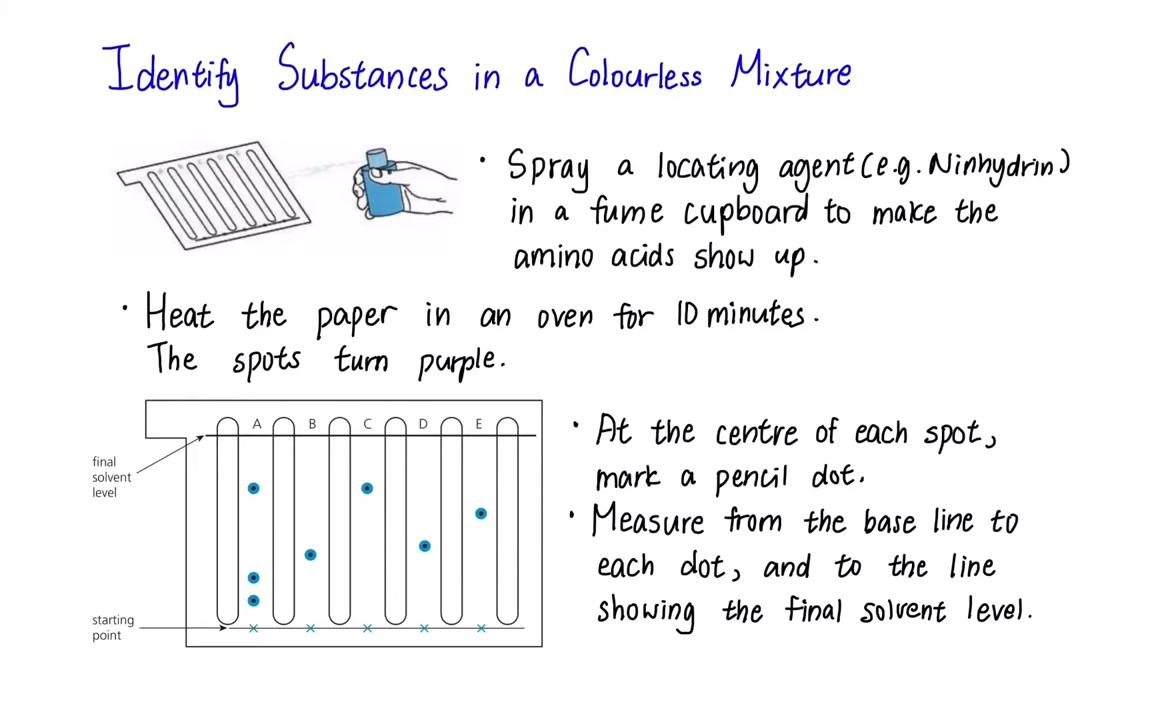 Identify Substances in a Colourless Mixture
• Spray a locating agent (e.g. Ninhydrin)
in a fume cupboard to make the
amino acids show up.
• Heat the paper in an oven for 10 minutes.
The spots turn purple.
A B C D E
final
solvent
level
starting
point
• At the centre of each spot,
mark a pencil dot.
• Measure from the base line to
each dot, and to the line
showing the final solvent level.